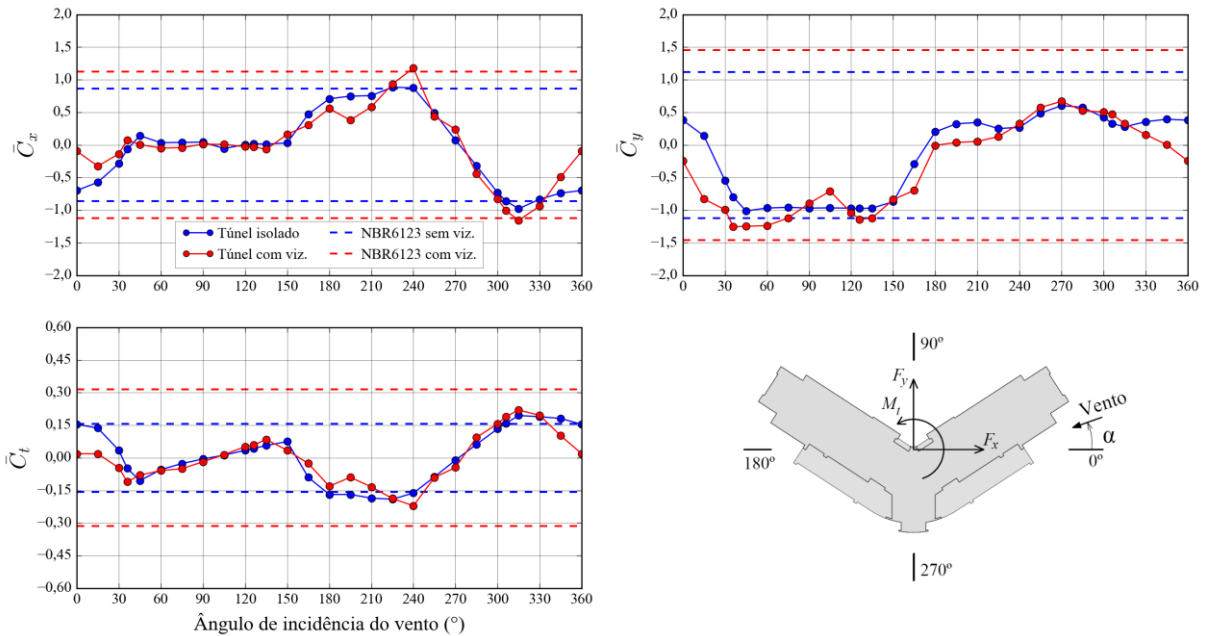 C̄x
2,0
1,5
1,0
0,5
0,0
−0,5
−1,0
−1,5
−2,0
0 30 60 90 120 150 180 210 240 270 300 330 360
Túnel isolado
Túnel com viz.
NBR6123 sem viz.
NBR6123 com viz.
C̄y
2,0
1,5
1,0
0,5
0,0
−0,5
−1,0
−1,5
2,0
0 30 60 90 120 150 180 210 240 270 300 330 360
C̄t
0,60
0,45
0,30
0,15
0,00
−0,15
−0,30
−0,45
−0,60
0 30 60 90 120 150 180 210 240 270 300 330 360
Ângulo de incidência do vento (°)
90º
Fy
Mt
Fx
Vento
α
180º
0º
270º